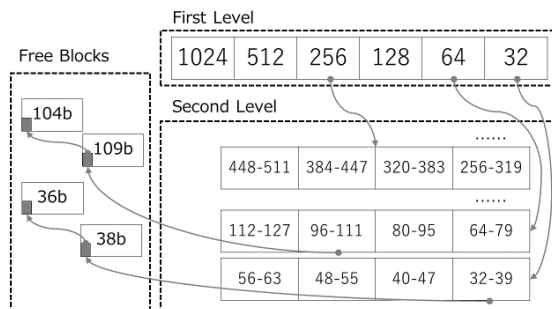 First Level
1024 512 256 128 64 32
Free Blocks
104b
109b
36b
38b
Second Level
......
448-511 384-447 320-383 256-319
......
112-127 96-111 80-95 64-79
56-63 48-55 40-47 32-39